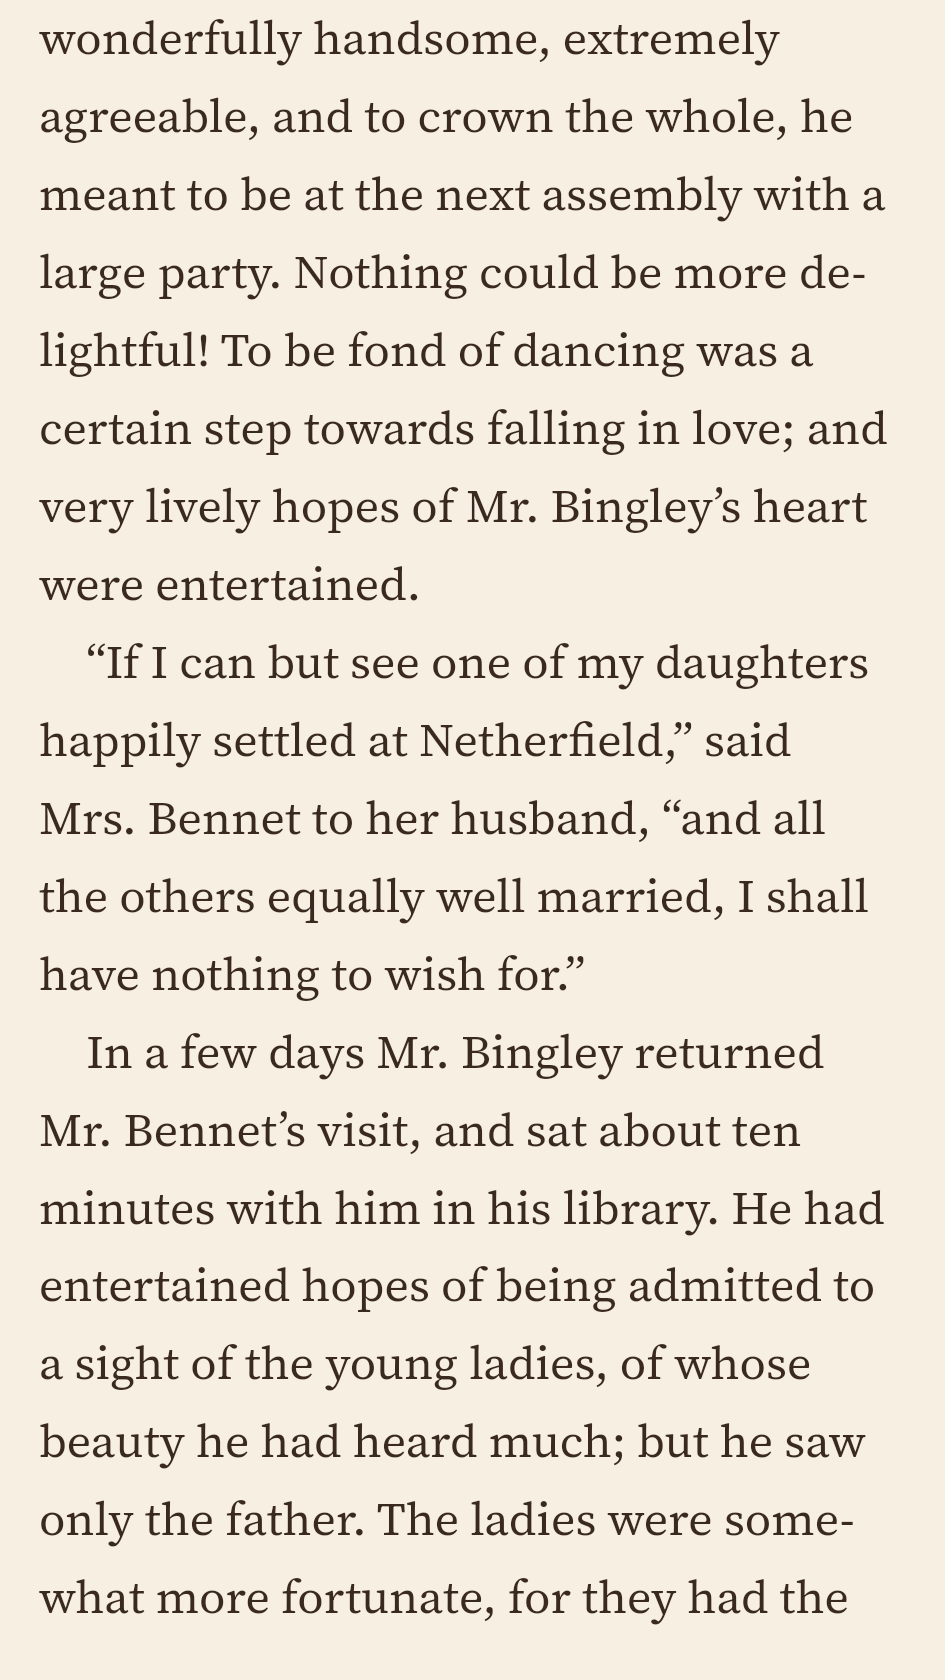 wonderfully handsome, extremely
agreeable, and to crown the whole, he
meant to be at the next assembly with a
large party. Nothing could be more de-
lightful! To be fond of dancing was a
certain step towards falling in love; and
very lively hopes of Mr. Bingley’s heart
were entertained.
“If I can but see one of my daughters
happily settled at Netherfield,” said
Mrs. Bennet to her husband, “and all
the others equally well married, I shall
have nothing to wish for.”
In a few days Mr. Bingley returned
Mr. Bennet’s visit, and sat about ten
minutes with him in his library. He had
entertained hopes of being admitted to
a sight of the young ladies, of whose
beauty he had heard much; but he saw
only the father. The ladies were some-
what more fortunate, for they had the